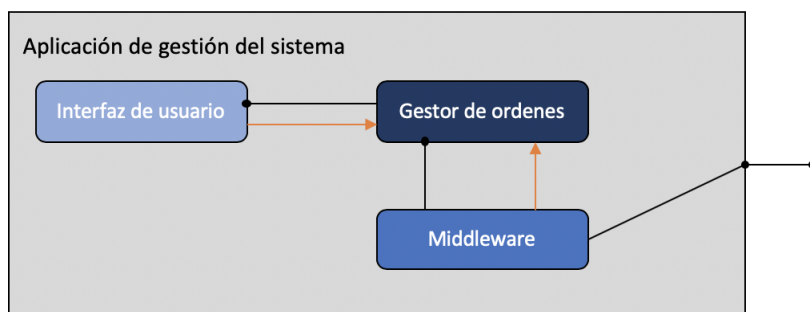 Aplicación de gestión del sistema
Interfaz de usuario
Gestor de ordenes
Middleware